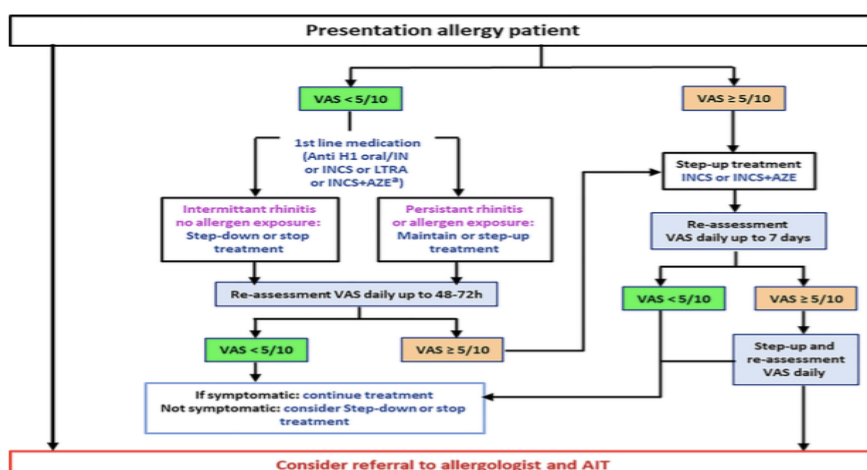 Presentation allergy patient
VAS < 5/10
VAS ≥ 5/10
1st line medication
(Anti H1 oral/IN
or INCS or LTRA
or INCS+AZEª)
Step-up treatment
INCS or INCS+AZE
Intermittant rhinitis
no allergen exposure:
Step-down or stop
treatment
Persistant rhinitis
or allergen exposure:
Maintain or step-up
treatment
Re-assessment
VAS daily up to 7 days
Re-assessment VAS daily up to 48-72h
VAS < 5/10
VAS ≥ 5/10
VAS < 5/10
VAS ≥ 5/10
Step-up and
re-assessment
VAS daily
If symptomatic: continue treatment
Not symptomatic: consider Step-down or stop
treatment
Consider referral to allergologist and AIT